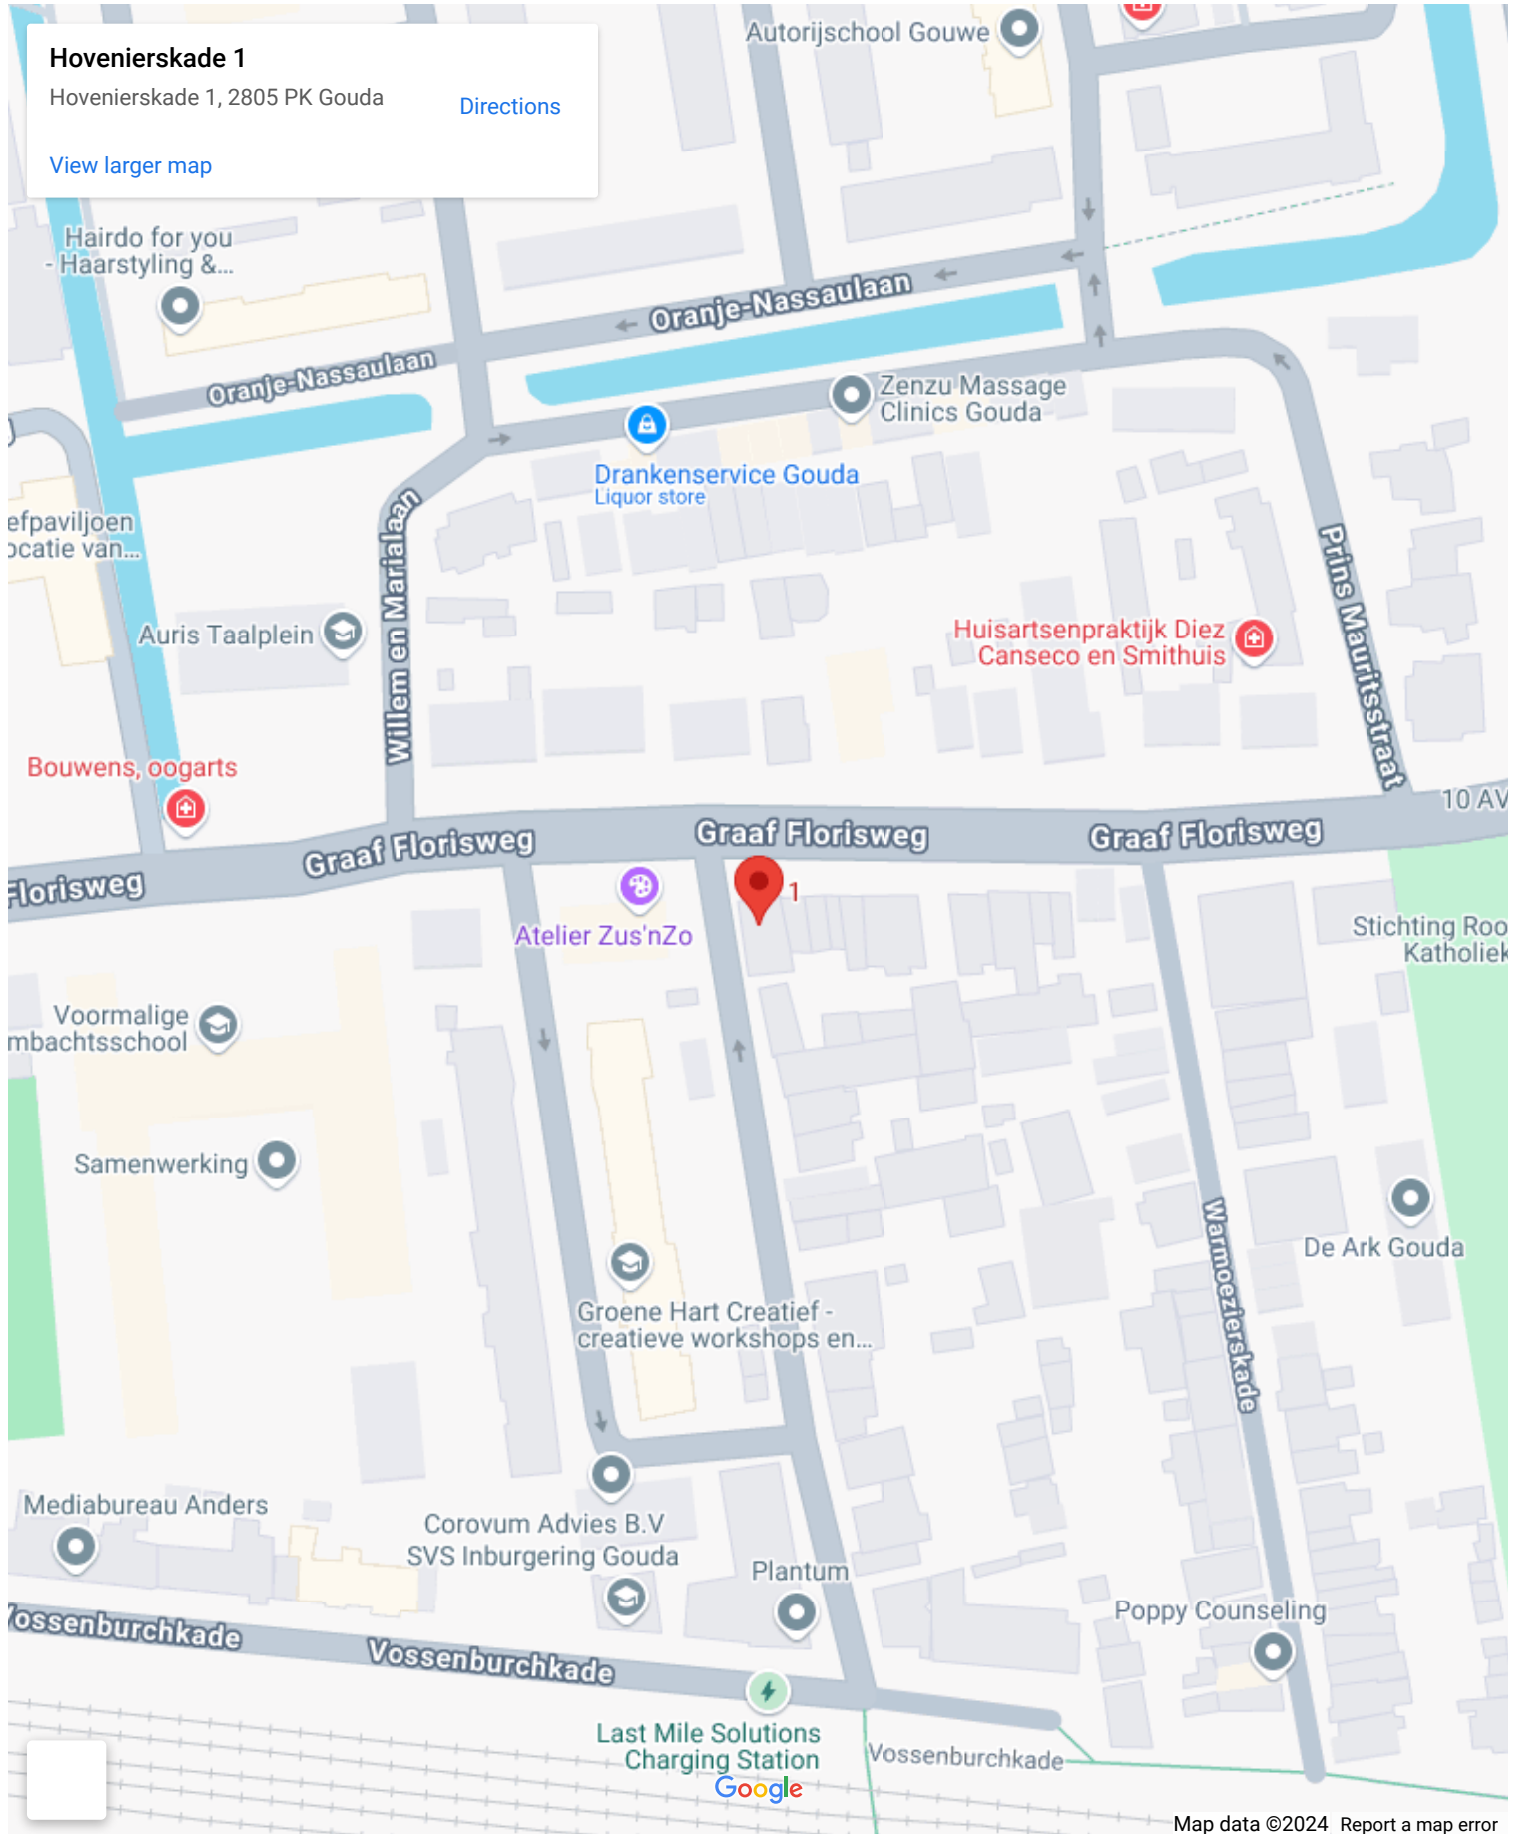 Hovenierskade 1
Hovenierskade 1, 2805 PK Gouda
Directions
View larger map
Autorijschool Gouwe
Hairdo for you
- Haarstyling &...
Oranje-Nassaulaan
Oranje-Nassaulaan
Zenzu Massage
Clinics Gouda
Drankenservice Gouda
Liquor store
efpaviljoen
ocatie van...
Willem en Marialaan
Prins Mauritsstraat
Auris Taalplein
Huisartsenpraktijk Diez
Canseco en Smithuis
Bouwens, oogarts
10 AV
Graaf Florisweg
Graaf Florisweg
Graaf Florisweg
Florisweg
1
Atelier Zus'nZo
Stichting Roo
Katholiek
Voormalige
mbachtsschool
Samenwerking
Warmoezierskade
De Ark Gouda
Groene Hart Creatief -
creatieve workshops en...
Mediabureau Anders
Corovum Advies B.V
SVS Inburgering Gouda
Plantum
Poppy Counseling
Vossenburchkade
Vossenburchkade
Last Mile Solutions
Charging Station
Vossenburchkade
Google
Map data ©2024
Report a map error